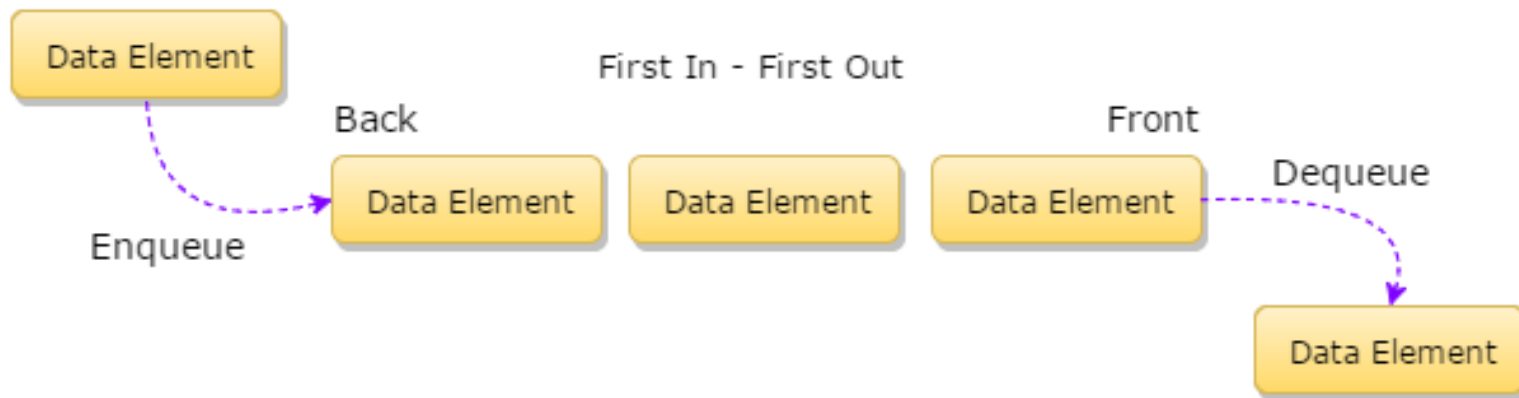 Data Element
First In - First Out
Back
Front
Dequeue
Data Element
Data Element
Data Element
Enqueue
Data Element